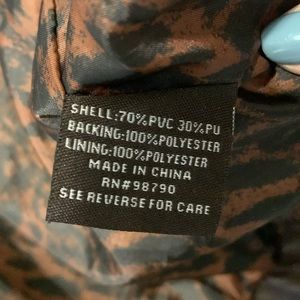 SHELL:70%PVC 30%PU
BACKING:100%POLYESTER
LINING:100%POLYESTER
MADE IN CHINA
RN#98790
SEE REVERSE FOR CARE